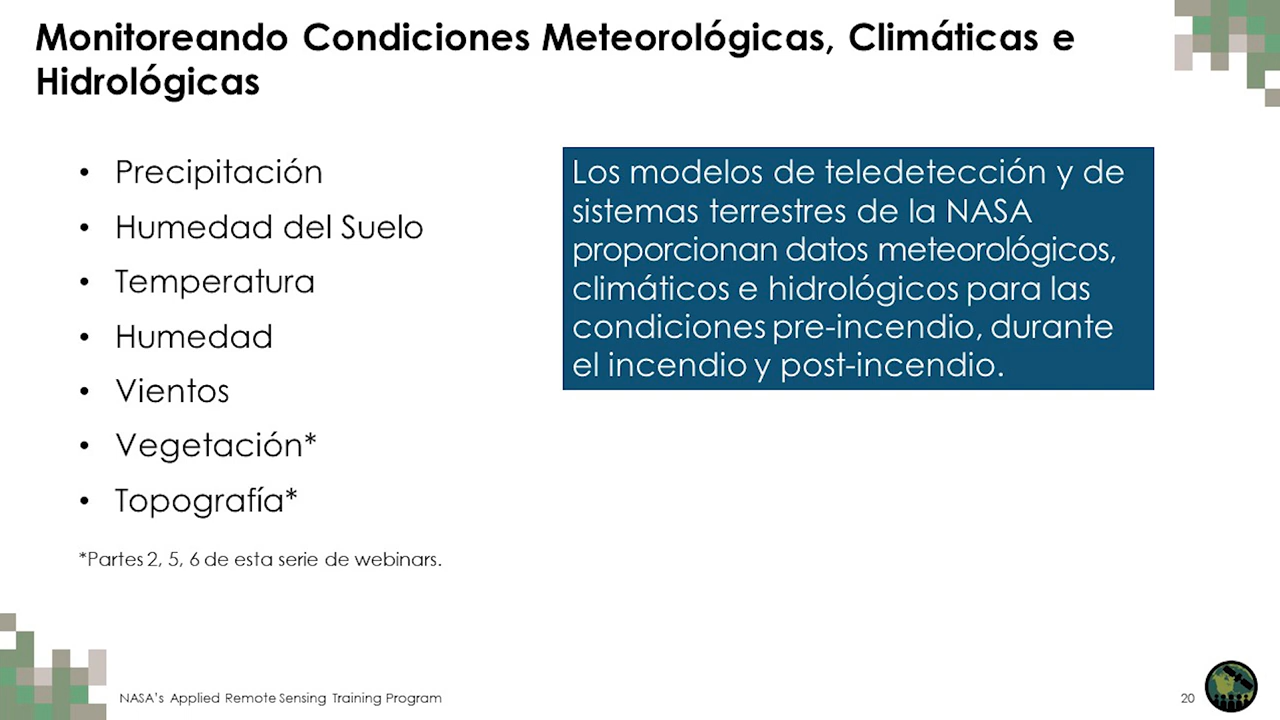 Monitoreando Condiciones Meteorológicas, Climáticas e
Hidrológicas
• Precipitación
• Humedad del Suelo
• Temperatura
• Humedad
• Vientos
• Vegetación*
• Topografía*
*Partes 2, 5, 6 de esta serie de webinars.
Los modelos de teledetección y de
sistemas terrestres de la NASA
proporcionan datos meteorológicos,
climáticos e hidrológicos para las
condiciones pre-incendio, durante
el incendio y post-incendio.
NASA's Applied Remote Sensing Training Program
20